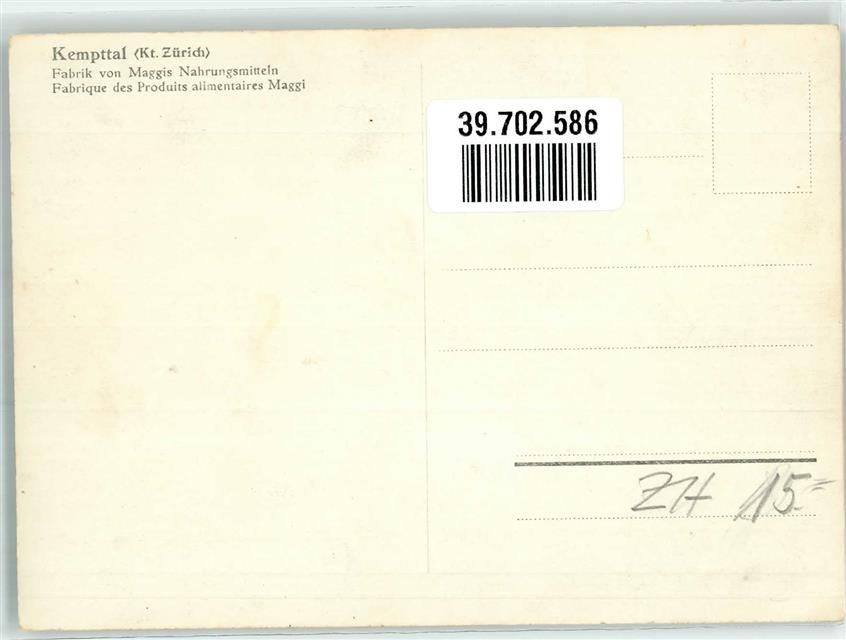 Kempttal (Kt. Zürich)
Fabrik von Maggis Nahrungsmitteln
Fabrique des Produits alimentaires Maggi
39.702.586
ZH 15.=